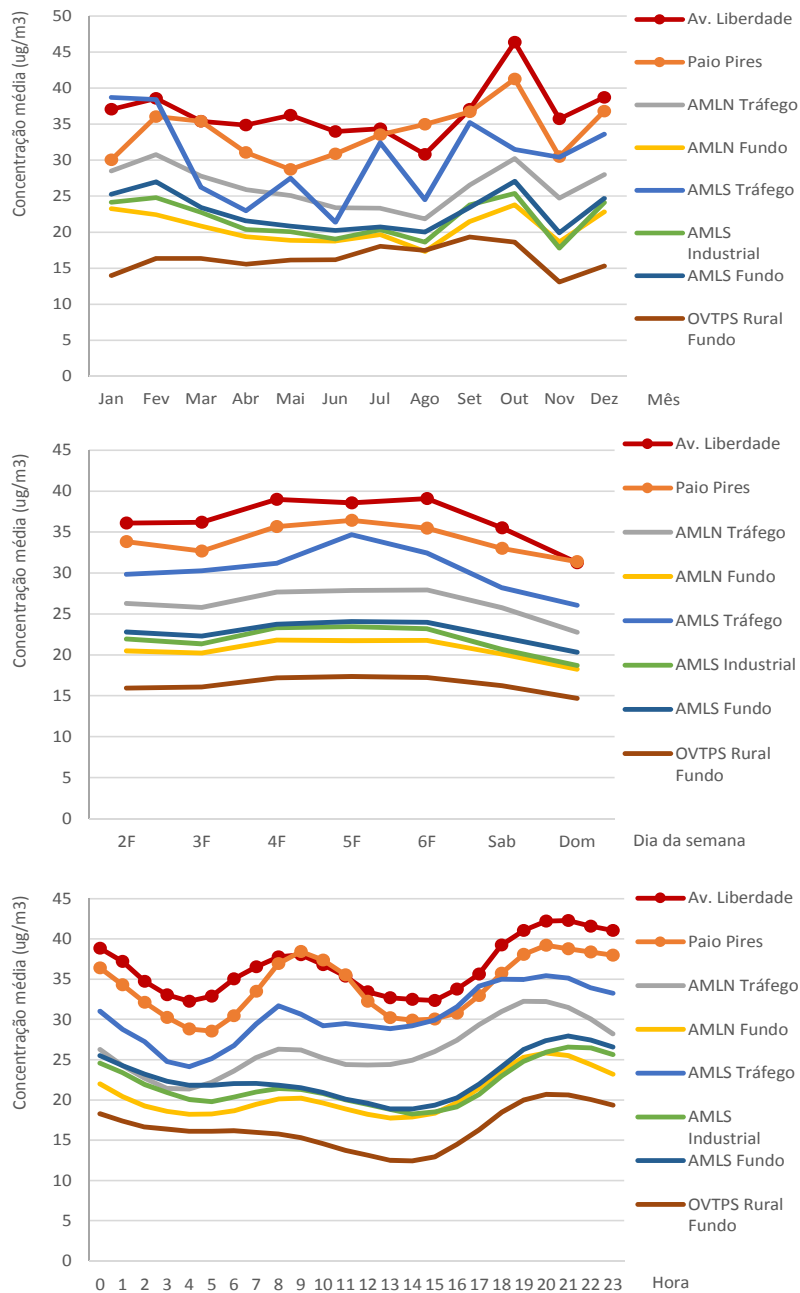 Concentração média (ug/m3)
50
45
40
35
30
25
20
15
10
5
0
Jan Fev Mar Abr Mai Jun Jul Ago Set Out Nov Dez
Mês
Av. Liberdade
Paio Pires
AMLN Tráfego
AMLN Fundo
AMLS Tráfego
AMLS
Industrial
AMLS Fundo
OVTPS Rural
Fundo
Concentração média (ug/m3)
45
40
35
30
25
20
15
10
5
0
2F 3F 4F 5F 6F Sab Dom
Dia da semana
Av. Liberdade
Paio Pires
AMLN Tráfego
AMLN Fundo
AMLS Tráfego
AMLS Industrial
AMLS Fundo
OVTPS Rural
Fundo
Concentração média (ug/m3)
45
40
35
30
25
20
15
10
5
0
0 1 2 3 4 5 6 7 8 9 10 11 12 13 14 15 16 17 18 19 20 21 22 23
Hora
Av. Liberdade
Paio Pires
AMLN Tráfego
AMLN Fundo
AMLS Tráfego
AMLS
Industrial
AMLS Fundo
OVTPS Rural
Fundo